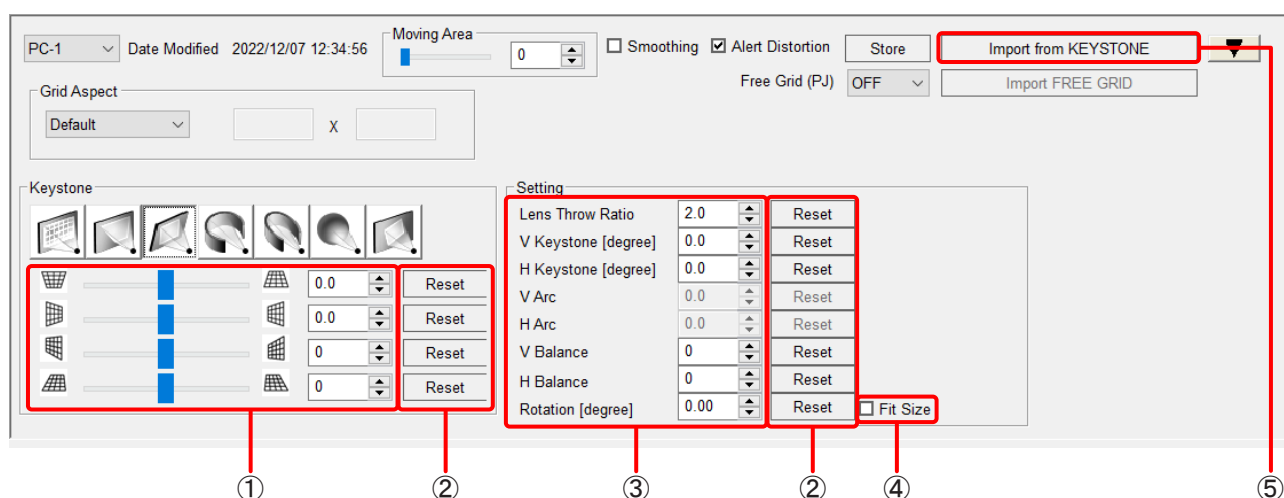 PC-1 Date Modified 2022/12/07 12:34:56 Moving Area 0 Smoothing Alert Distortion Store Import from KEYSTONE
Free Grid (PJ) OFF Import FREE GRID
Grid Aspect
Default X
Keystone
0.0 Reset
0.0 Reset
0 Reset
0 Reset
Setting
Lens Throw Ratio 2.0 Reset
V Keystone [degree] 0.0 Reset
H Keystone [degree] 0.0 Reset
V Arc 0.0 Reset
H Arc 0.0 Reset
V Balance 0 Reset
H Balance 0 Reset
Rotation [degree] 0.00 Reset Fit Size
① ② ③ ② ④ ⑤